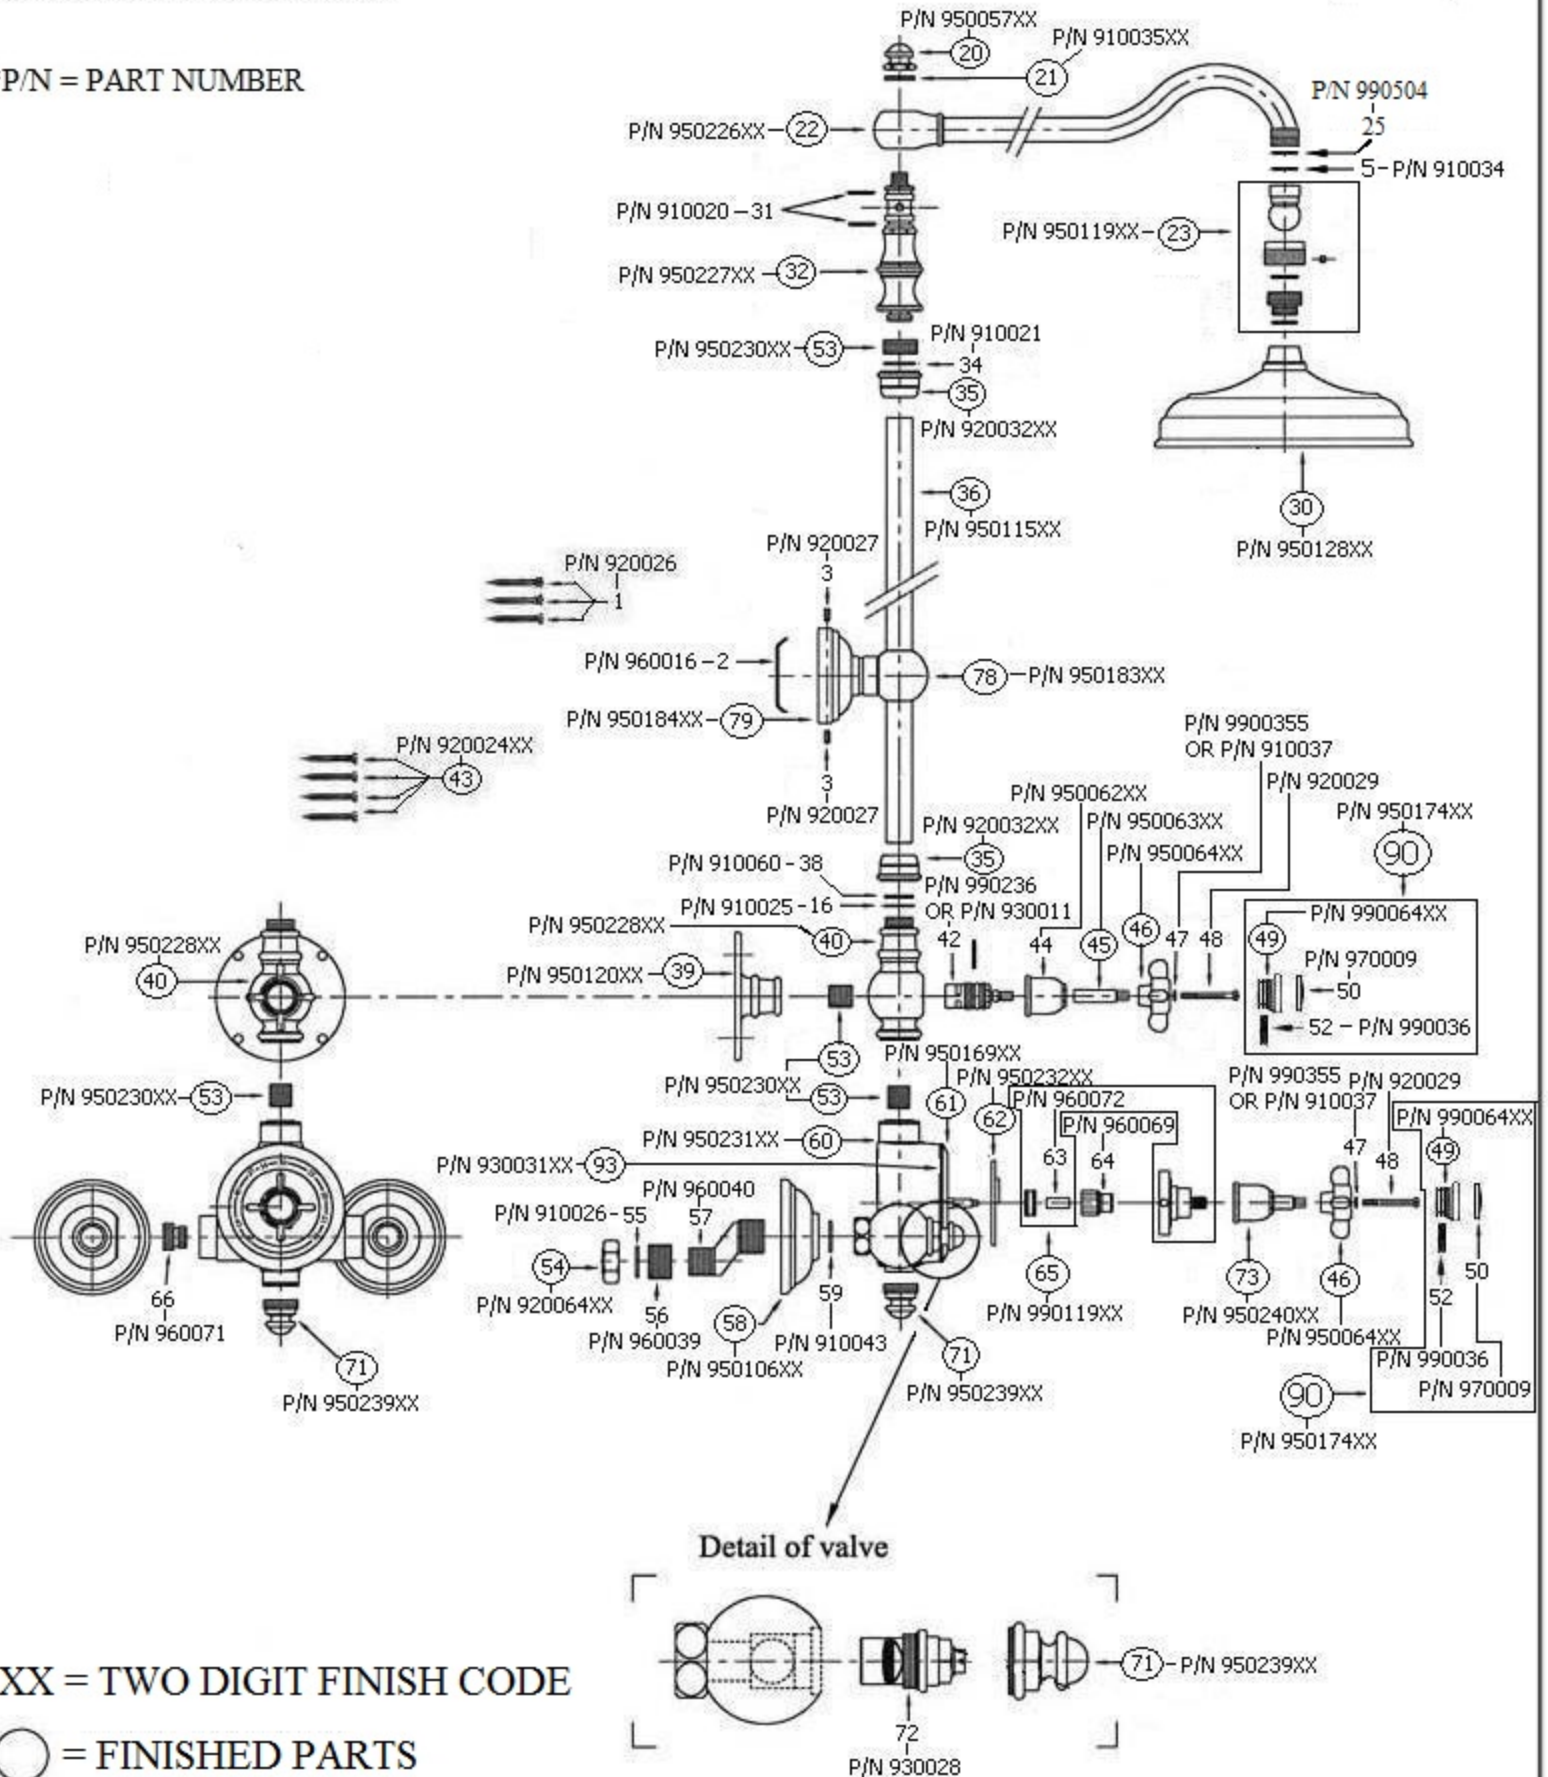 P/N 950057XX
20
P/N 910035XX
21
P/N = PART NUMBER
P/N 990504
25
P/N 950226XX 22
5 - P/N 910034
P/N 910020 - 31
P/N 950119XX 23
P/N 950227XX 32
P/N 910021
34
P/N 950230XX 53
35
P/N 920032XX
36
P/N 950115XX
30
P/N 950128XX
P/N 920027
3
P/N 920026
1
P/N 960016 - 2
78 P/N 950183XX
P/N 950184XX 79
P/N 920024XX
43
3
P/N 920027
P/N 9900355
OR P/N 910037
P/N 920029
P/N 950062XX
P/N 950174XX
90
P/N 920032XX
35
P/N 950063XX
P/N 950064XX
P/N 910060 - 38
P/N 990236
OR P/N 930011
42
P/N 910025 - 16
P/N 950228XX
40
44
45
46
47
48
49
P/N 990064XX
P/N 950228XX
40
P/N 950120XX 39
P/N 970009
50
52 - P/N 990036
53
P/N 950230XX
53
P/N 950169XX
61
P/N 950232XX
62
P/N 950230XX 53
P/N 960072
63
P/N 960069
64
P/N 990355
OR P/N 910037
47
P/N 920029
48
P/N 990064XX
49
P/N 950231XX 60
P/N 930031XX 93
P/N 960040
57
P/N 910026 - 55
54
P/N 920064XX
56
P/N 960039
58
P/N 950106XX
59
P/N 910043
65
P/N 990119XX
73
P/N 950240XX
46
P/N 950064XX
52
P/N 990036
50
P/N 970009
66
P/N 960071
71
P/N 950239XX
71
P/N 950239XX
90
P/N 950174XX
Detail of valve
71 - P/N 950239XX
72
P/N 930028
XX = TWO DIGIT FINISH CODE
= FINISHED PARTS